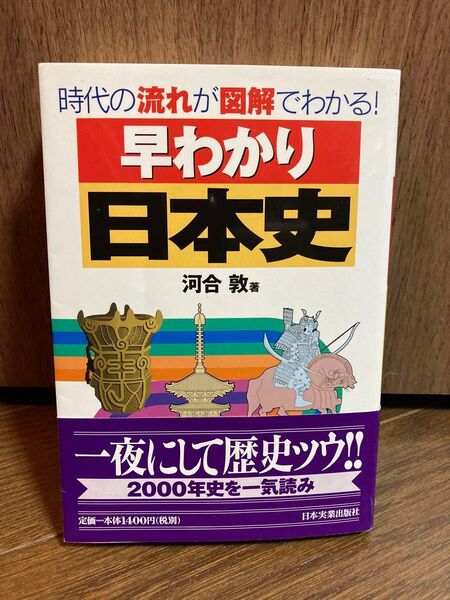 時代の流れが図解でわかる!
早わかり
日本史
河合 敦著
一夜にして歴史ツウ!!
2000年史を一気読み
定価―本体1400円(税別)
日本実業出版社